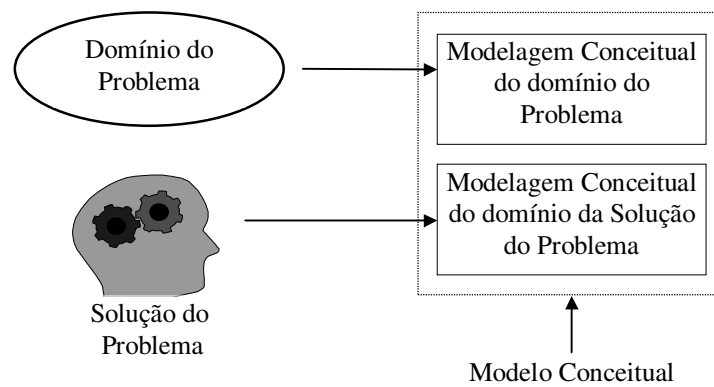 Domínio do
Problema
Modelagem Conceitual
do domínio do
Problema
Modelagem Conceitual
do domínio da Solução
do Problema
Solução do
Problema
Modelo Conceitual